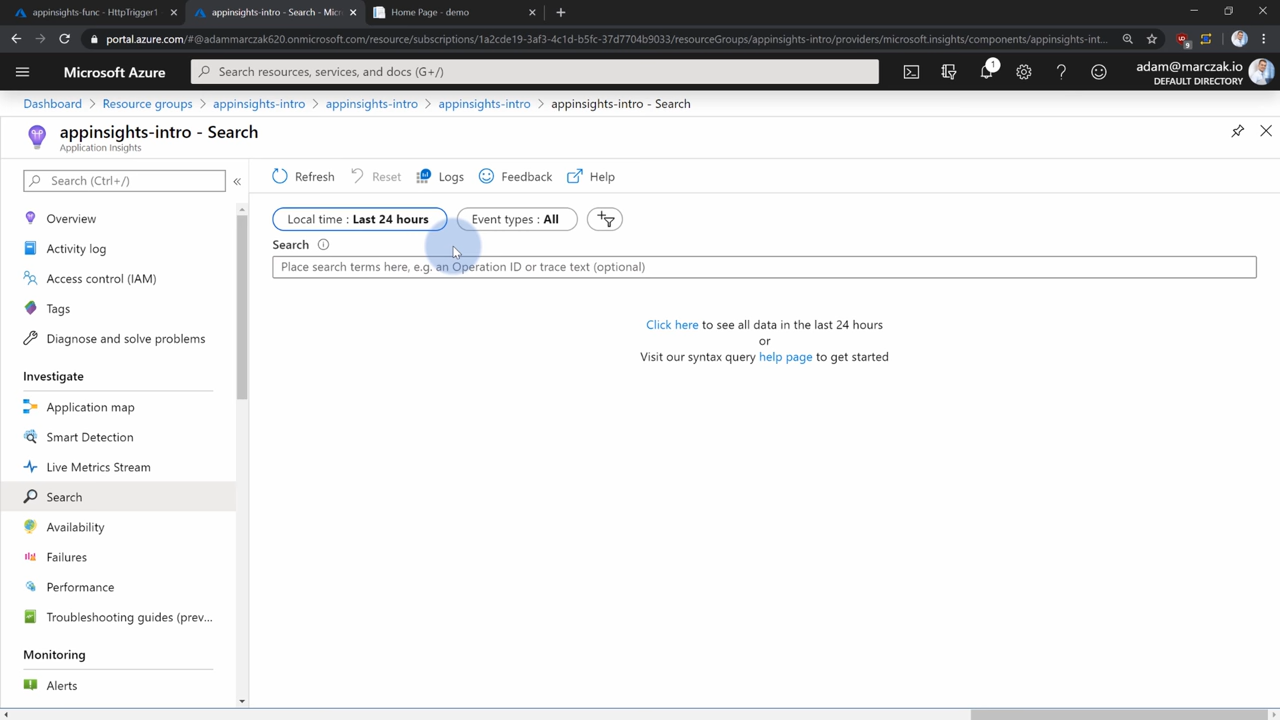 appinsights-func - HttpTrigger1
appinsights-intro - Search - Mic
Home Page - demo
portal.azure.com/#@adammarczak620.onmicrosoft.com/resource/subscriptions/1a2cde19-3af3-4c1d-b5fc-37d7704b9033/resourceGroups/appinsights-intro/providers/microsoft.insights/components/appinsights-int...
9
Microsoft Azure
Search resources, services, and docs (G+/)
1
adam@marczak.io
DEFAULT DIRECTORY
Dashboard > Resource groups > appinsights-intro > appinsights-intro > appinsights-intro > appinsights-intro - Search
appinsights-intro - Search
Application Insights
Search (Ctrl+/)
«
Refresh
Reset
Logs
Feedback
Help
Overview
Activity log
Access control (IAM)
Tags
Diagnose and solve problems
Investigate
Application map
Smart Detection
Live Metrics Stream
Search
Availability
Failures
Performance
Troubleshooting guides (prev...
Monitoring
Alerts
Local time : Last 24 hours
Event types : All
Search
Place search terms here, e.g. an Operation ID or trace text (optional)
Click here to see all data in the last 24 hours
or
Visit our syntax query help page to get started